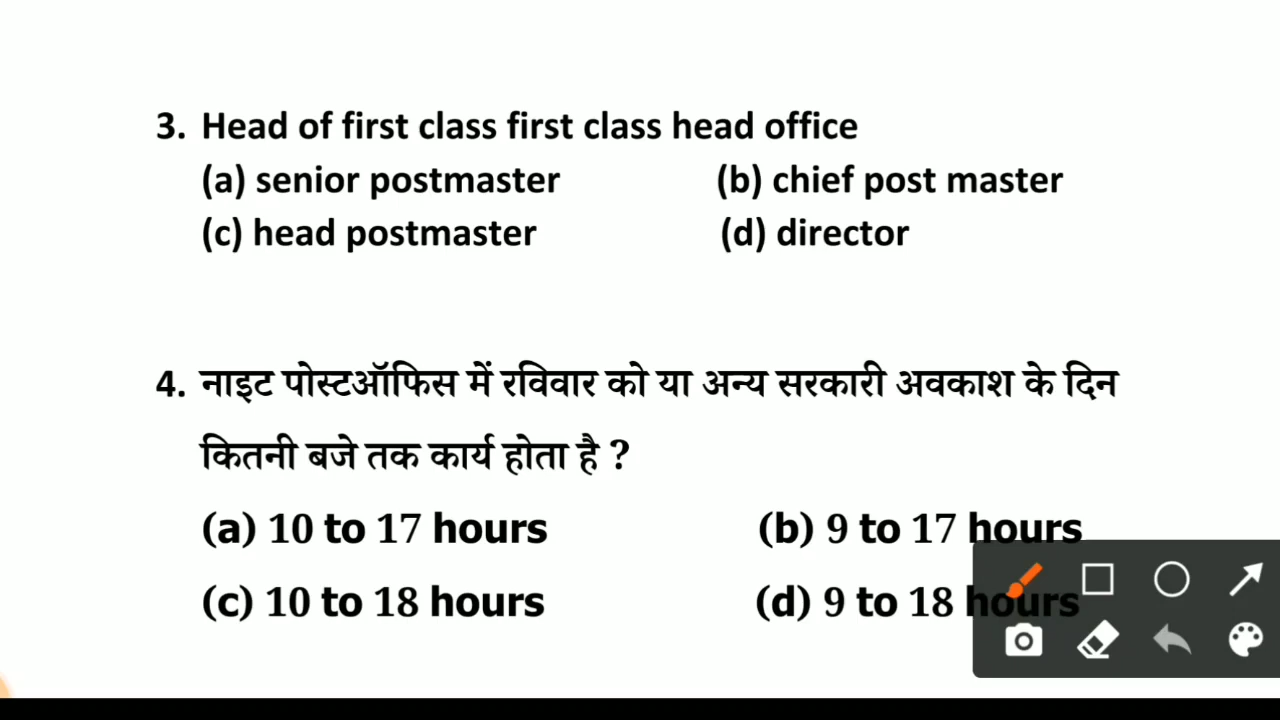 3. Head of first class first class head office
(a) senior postmaster (b) chief post master
(c) head postmaster (d) director
4. नाइट पोस्टऑफिस में रविवार को या अन्य सरकारी अवकाश के दिन
कितनी बजे तक कार्य होता है ?
(a) 10 to 17 hours (b) 9 to 17 hours
(c) 10 to 18 hours (d) 9 to 18 hours